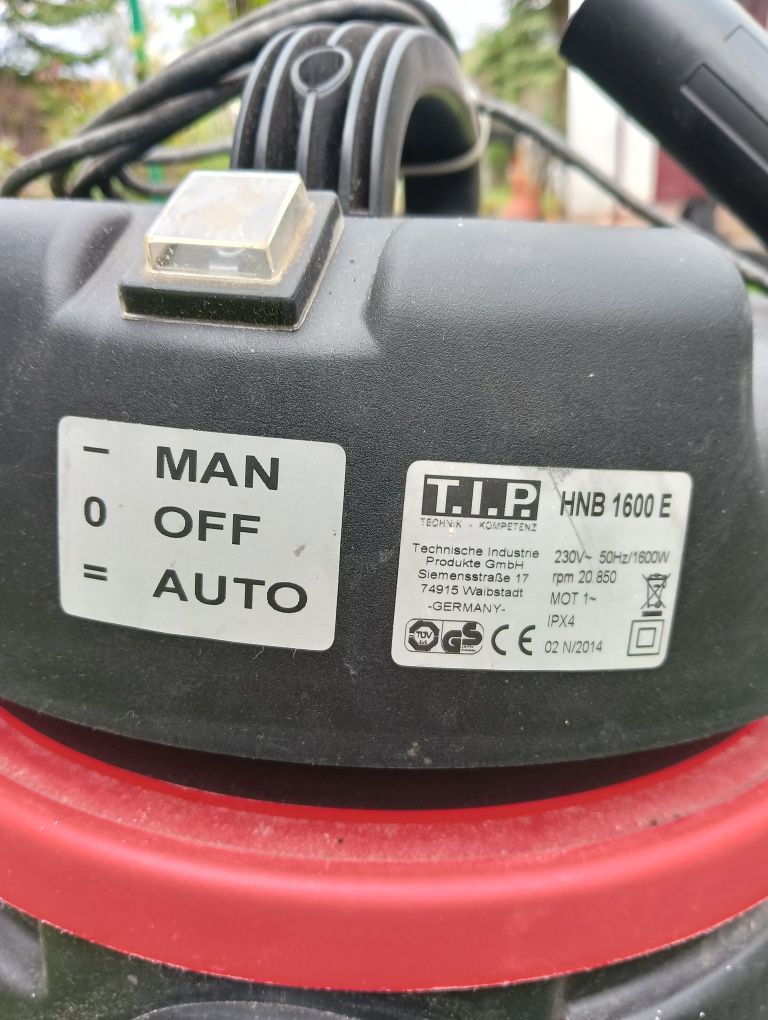 — MAN
0 OFF
= AUTO
T.I.P.
TECHNIK • KOMPETENZ
HNB 1600 E
Technische Industrie
Produkte GmbH
Siemensstraße 17
74915 Waibstadt
-GERMANY-
230V~ 50Hz/1600W
rpm 20 850
MOT 1~
IPX4
02 N/2014
TÜV
GS
CE